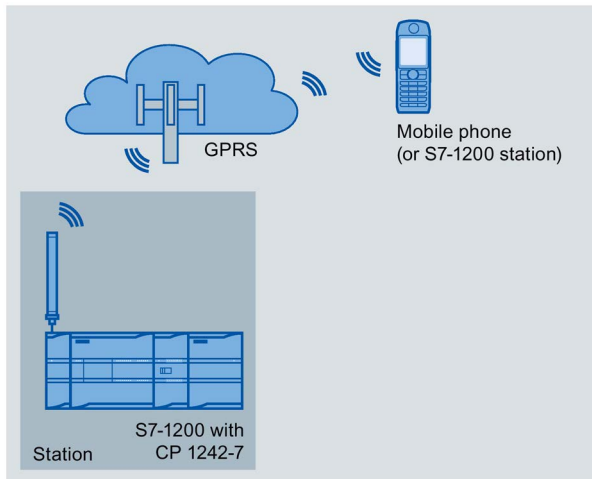 GPRS
Mobile phone
(or S7-1200 station)
S7-1200 with
Station CP 1242-7